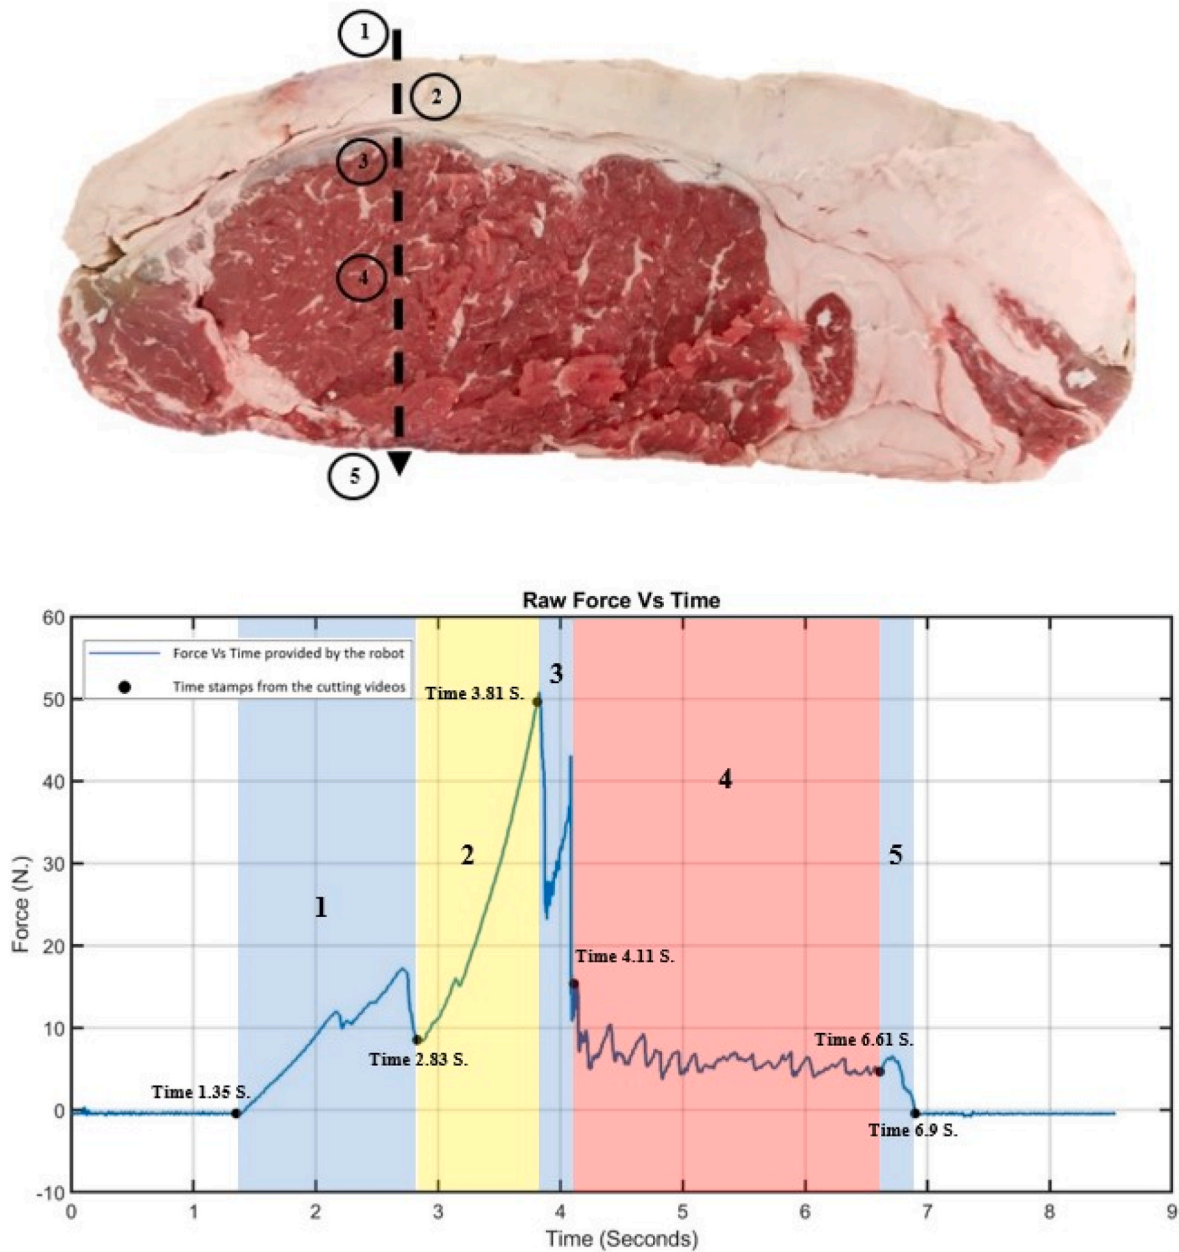 1
2
3
4
5
Raw Force Vs Time
60
50
40
30
20
10
0
-10
Force (N.)
Force Vs Time provided by the robot
Time stamps from the cutting videos
Time 3.81 S.
3
4
2
5
1
Time 4.11 S.
Time 6.61 S.
Time 2.83 S.
Time 1.35 S.
Time 6.9 S.
0 1 2 3 4 5 6 7 8 9
Time (Seconds)